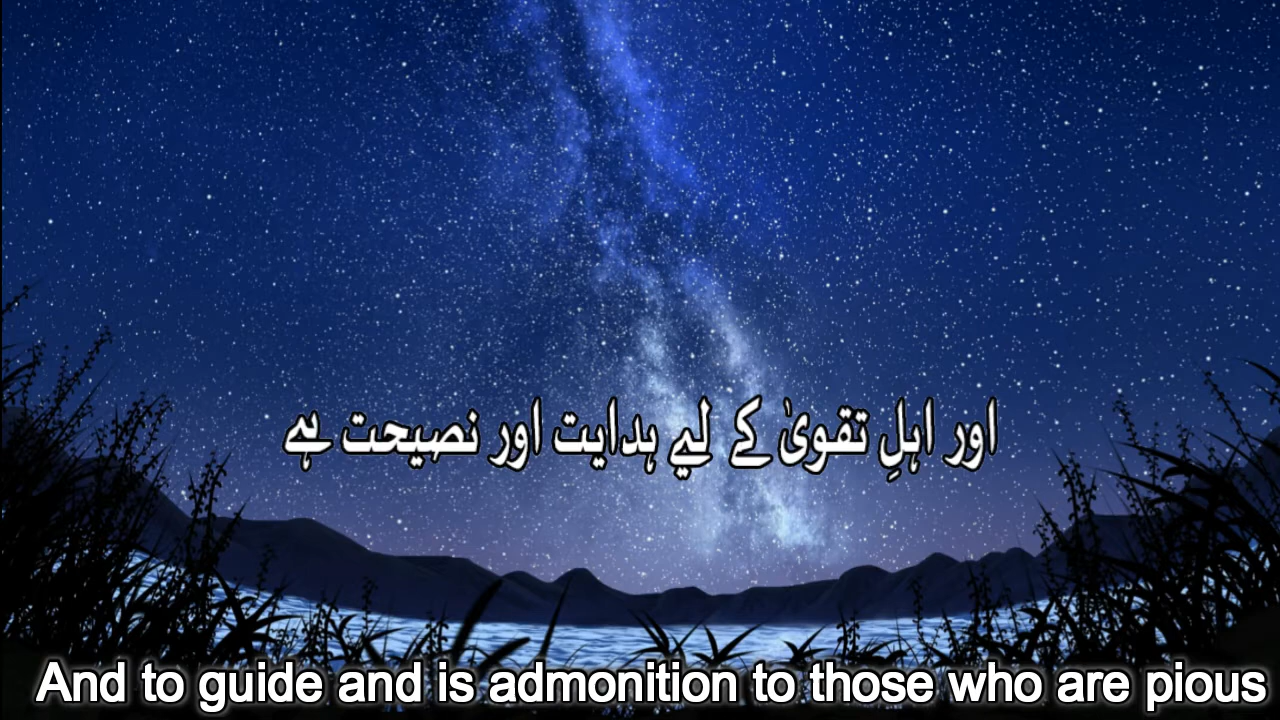 اور اہلِ تقویٰ کے لیے ہدایت اور نصیحت ہے
And to guide and is admonition to those who are pious